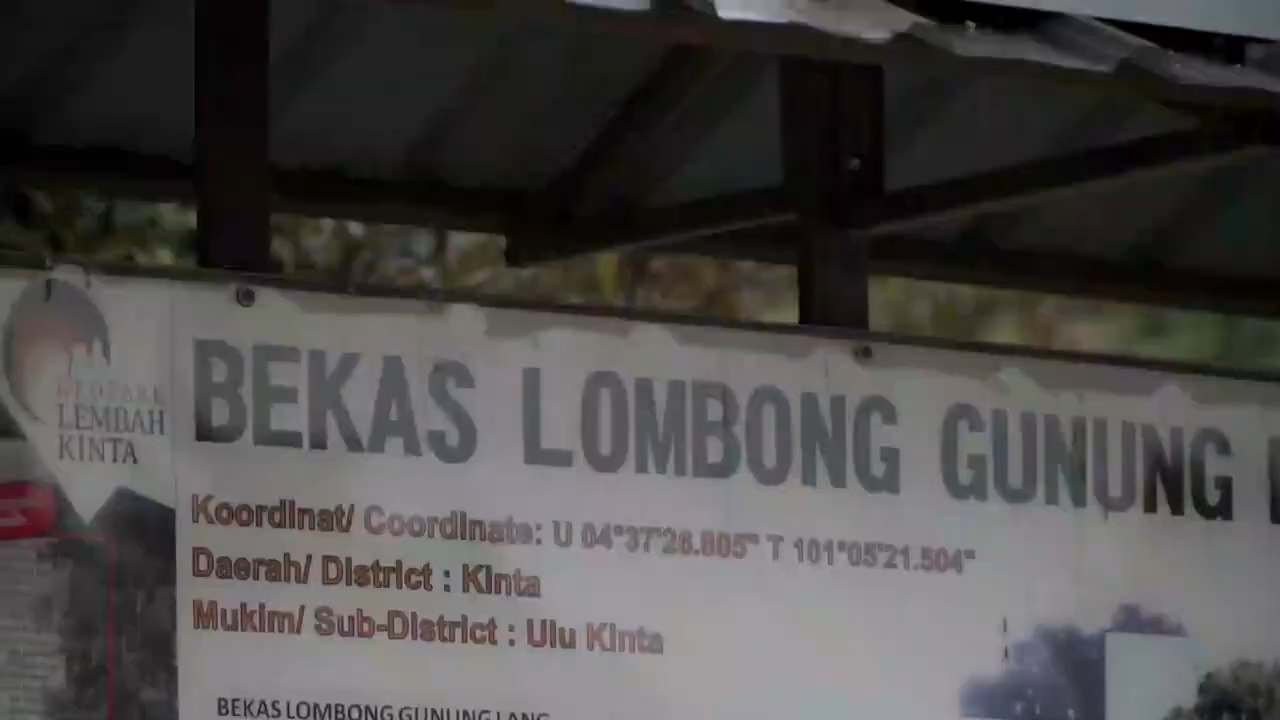 GEOPARK
LEMBAH
KINTA
BEKAS LOMBONG GUNUNG
Koordinat/ Coordinate: U 04°37'26.805" T 101°05'21.504"
Daerah/ District : Kinta
Mukim/ Sub-District : Ulu Kinta
BEKAS LOMBONG GUNUNG LANG